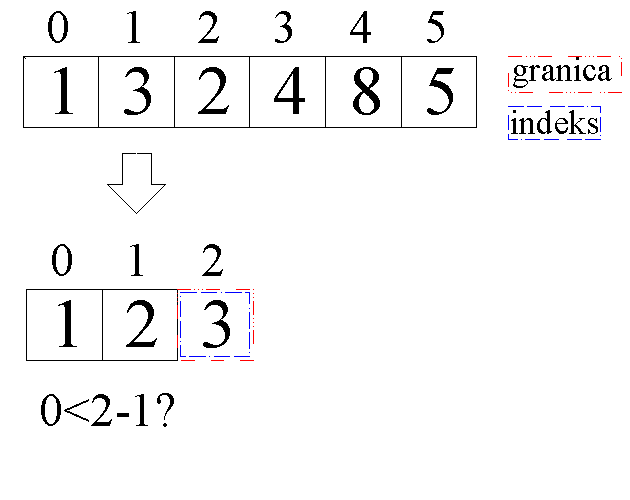 0 1 2 3 4 5
1 3 2 4 8 5
granica
indeks
0 1 2
1 2 3
0<2-1?